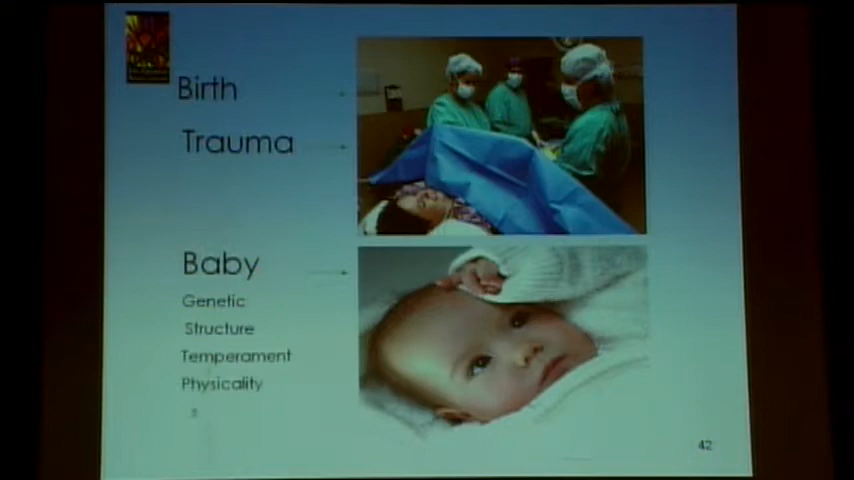 Birth
Trauma
Baby
Genetic
Structure
Temperament
Physicality
42